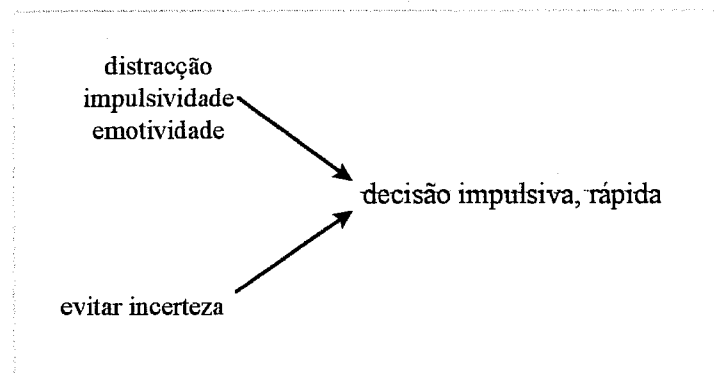 distracção
impulsividade
emotividade
decisão impulsiva, rápida
evitar incerteza